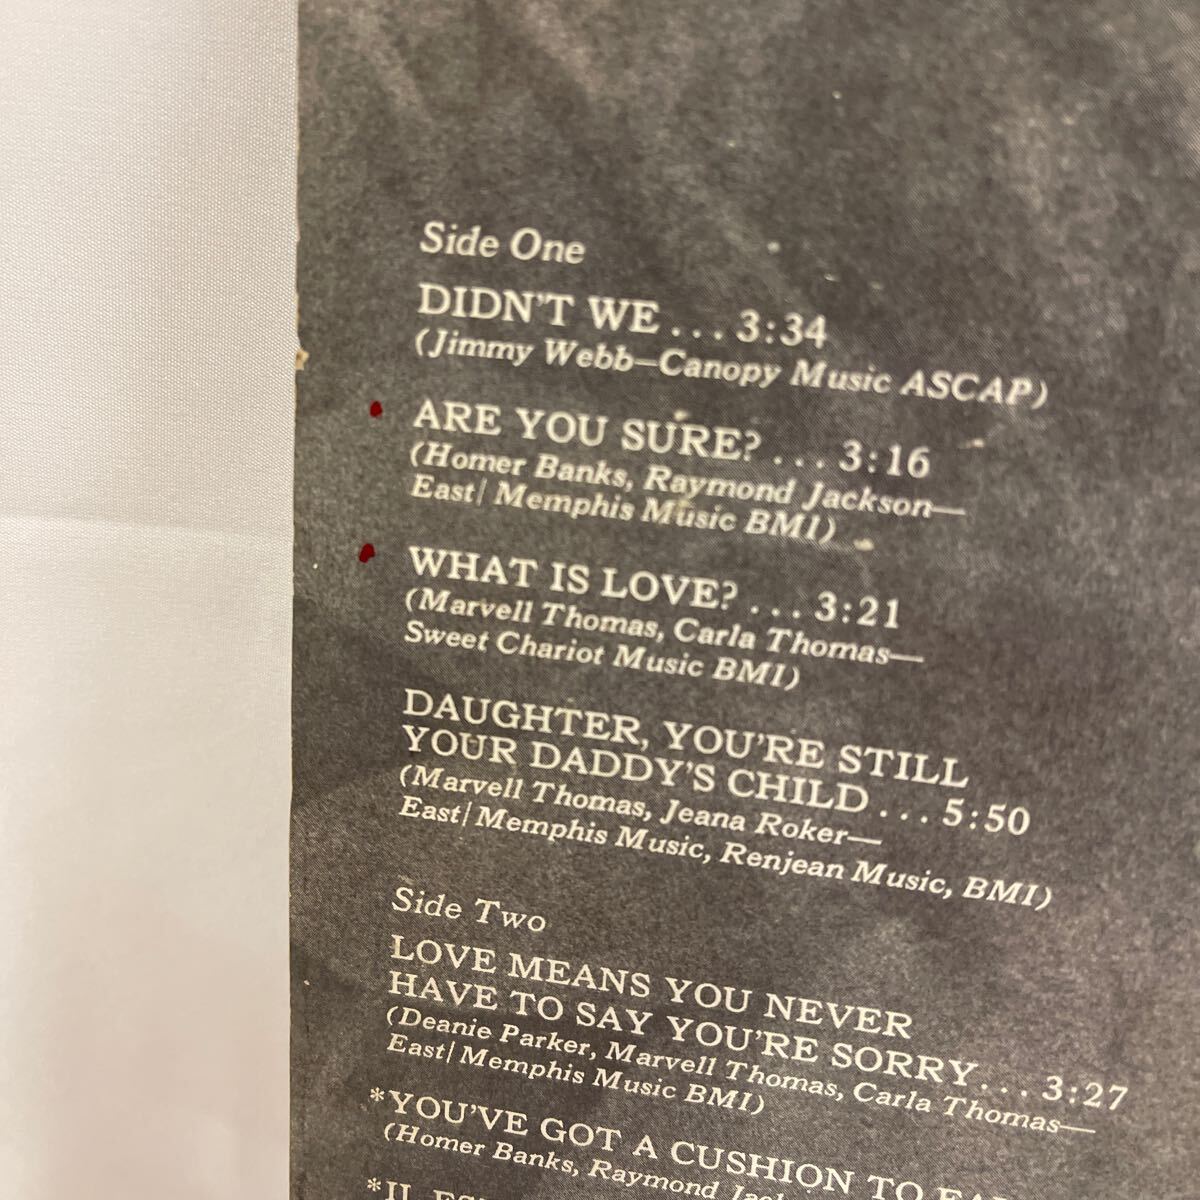 Side One
DIDN'T WE . . . 3:34
(Jimmy Webb—Canopy Music ASCAP)
ARE YOU SURE? . . . 3:16
(Homer Banks, Raymond Jackson—
East/Memphis Music BMI)
WHAT IS LOVE? . . . 3:21
(Marvell Thomas, Carla Thomas—
Sweet Chariot Music BMI)
DAUGHTER, YOU'RE STILL
YOUR DADDY'S CHILD . . . 5:50
(Marvell Thomas, Jeana Roker—
East/Memphis Music, Renjean Music, BMI)
Side Two
LOVE MEANS YOU NEVER
HAVE TO SAY YOU'RE SORRY . . . 3:27
(Deanie Parker, Marvell Thomas, Carla Thomas—
East/Memphis Music BMI)
*YOU'VE GOT A CUSHION TO
(Homer Banks, Raymond
*IL